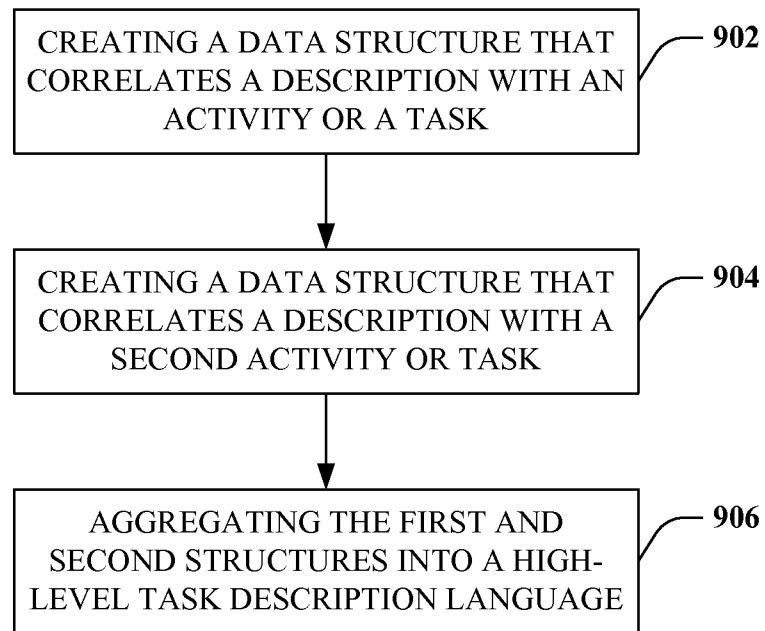 CREATING A DATA STRUCTURE THAT
CORRELATES A DESCRIPTION WITH AN
ACTIVITY OR A TASK
902
CREATING A DATA STRUCTURE THAT
CORRELATES A DESCRIPTION WITH A
SECOND ACTIVITY OR TASK
904
AGGREGATING THE FIRST AND
SECOND STRUCTURES INTO A HIGH-
LEVEL TASK DESCRIPTION LANGUAGE
906